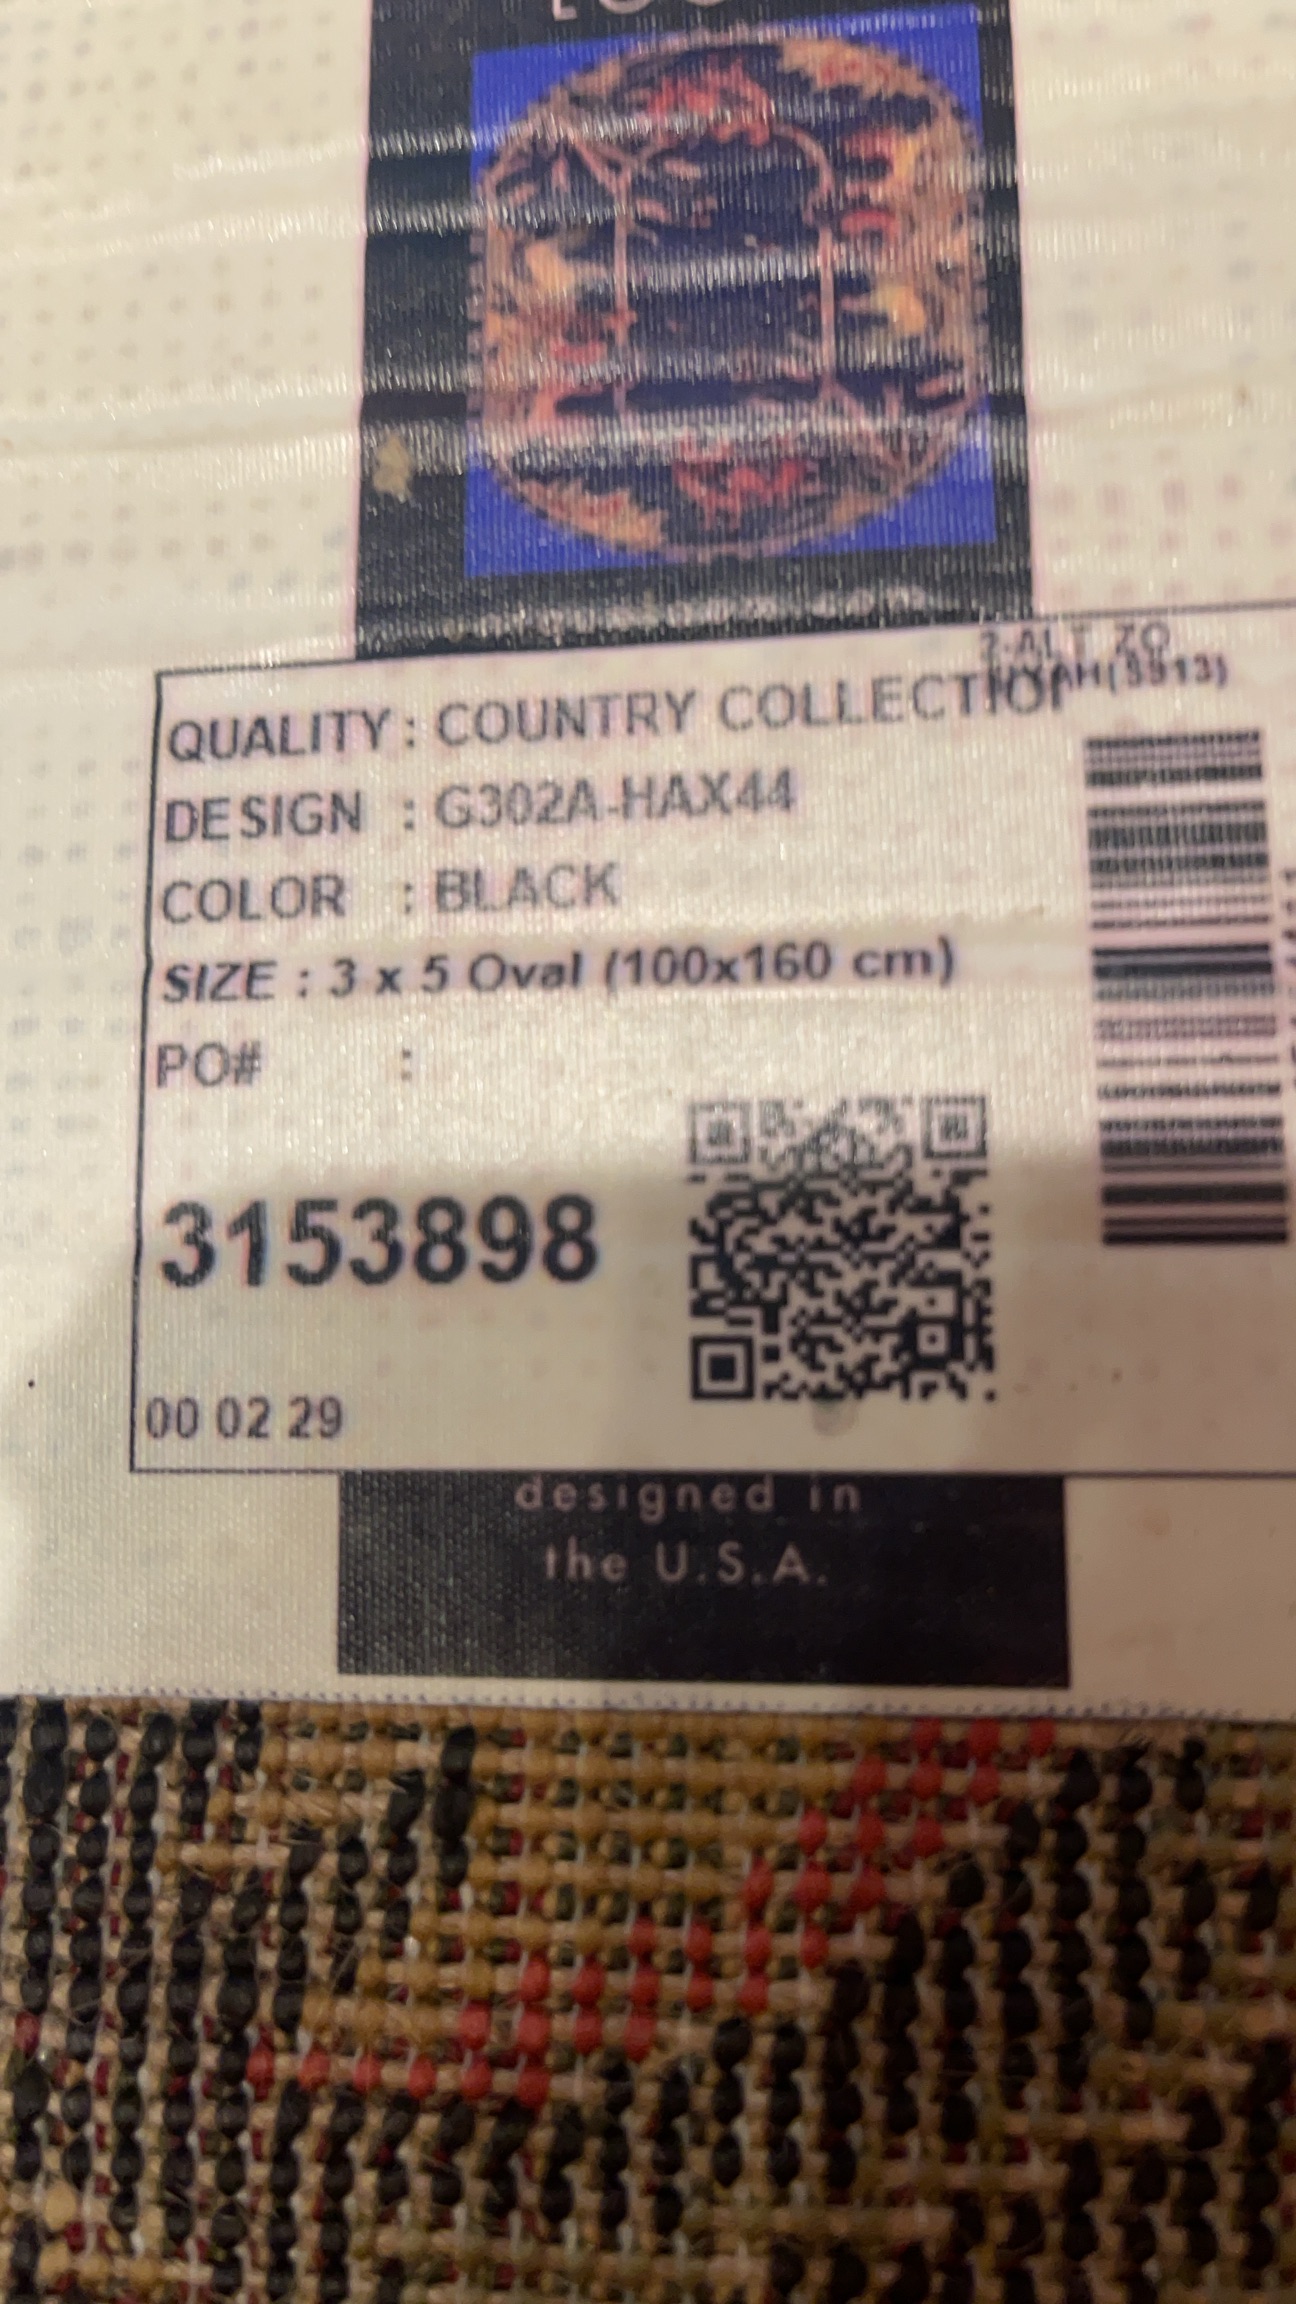 QUALITY : COUNTRY COLLECTION
DESIGN : G302A-HAX44
COLOR : BLACK
SIZE : 3 x 5 Oval (100x160 cm)
PO# :
3153898
00 02 29
designed in
the U.S.A.